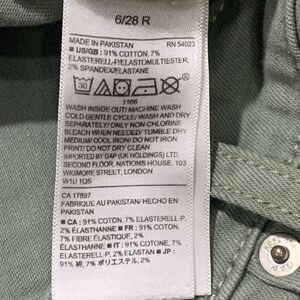 6/28 R
MADE IN PAKISTAN RN 54023
■ US/GB : 91% COTTON, 7%
ELASTERELL-P/ELASTOMULTIESTER,
2% SPANDEX/ELASTANE
30
1166
WASH INSIDE OUT/ MACHINE WASH
COLD GENTLE CYCLE/ WASH AND DRY
SEPARATELY/ ONLY NON-CHLORINE
BLEACH WHEN NEEDED/ TUMBLE DRY
MEDIUM/ COOL IRON/ DO NOT IRON
PRINT/ DO NOT DRY CLEAN
IMPORTED BY GAP (UK HOLDINGS) LTD.
SECOND FLOOR, NATIONS HOUSE, 103
WIGMORE STREET, LONDON
W1U 1QS
CA 17897
FABRIQUE AU PAKISTAN/ HECHO EN
PAKISTAN
■ CA : 91% COTON, 7% ELASTERELL-P,
2% ÉLASTHANNE ■ FR : 91% COTON,
7% FIBRE ÉLASTIQUE, 2%
ÉLASTHANNE ■ IT : 91% COTONE, 7%
ELASTERELL-P, 2% ELASTAN ■ JP :
91% 綿, 7% ポリエステル, 2%